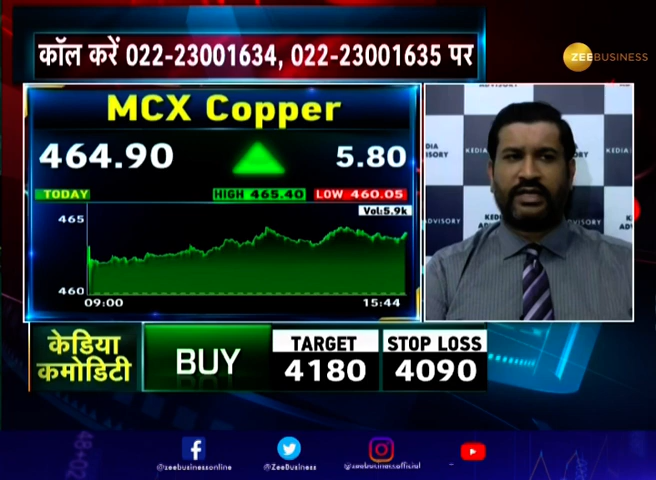 कॉल करें 022-23001634, 022-23001635 पर
ZEEBUSINESS
MCX Copper
464.90
5.80
TODAY
HIGH 465.40
LOW 460.05
Vol:5.9k
465
460
09:00
15:44
KEDIA
ADVISORY
केडिया
कमोडिटी
BUY
TARGET
4180
STOP LOSS
4090
@zeebusinessonline
@ZeeBusiness
@zeebusinessofficial